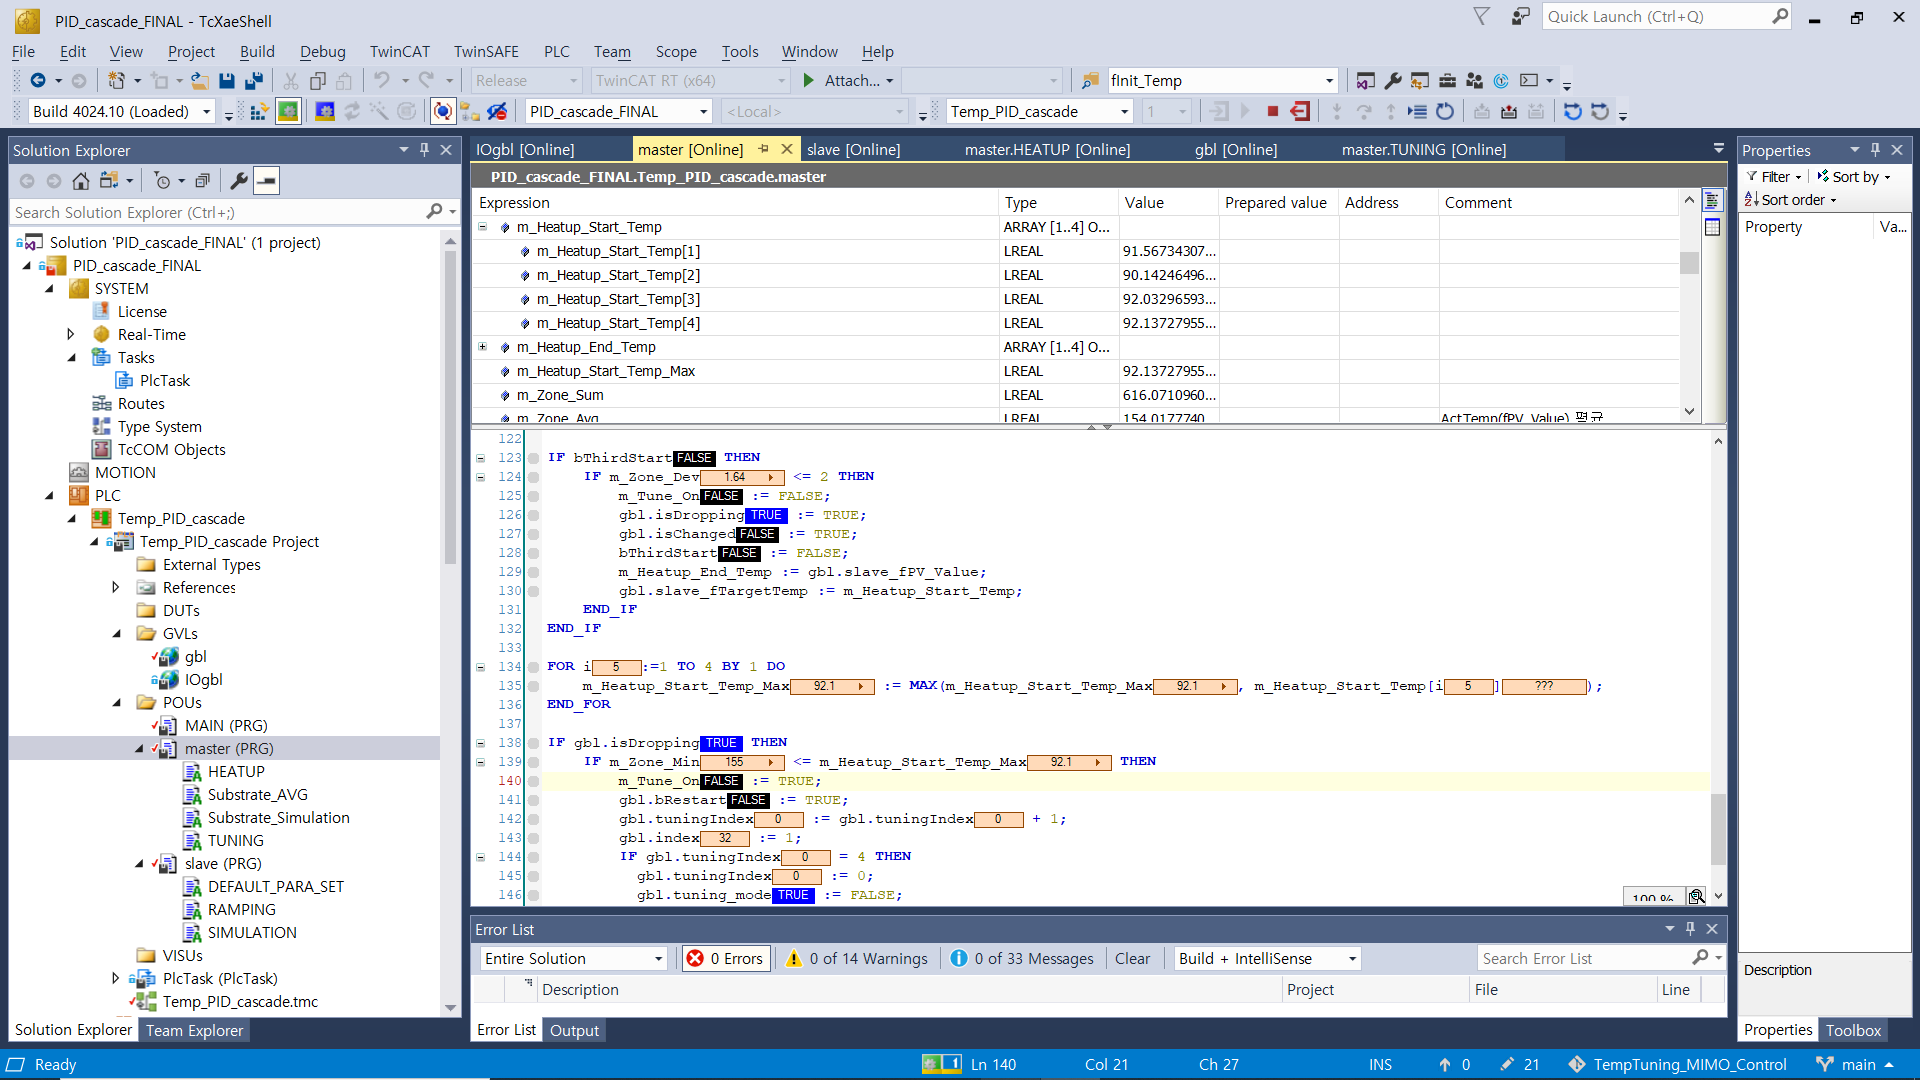 PID_cascade_FINAL - TcXaeShell
Quick Launch (Ctrl+Q)
File Edit View Project Build Debug TwinCAT TwinSAFE PLC Team Scope Tools Window Help
Release TwinCAT RT (x64) Attach... fInit_Temp
Build 4024.10 (Loaded) PID_cascade_FINAL <Local> Temp_PID_cascade 1
Solution Explorer
Search Solution Explorer (Ctrl+;)
Solution 'PID_cascade_FINAL' (1 project)
PID_cascade_FINAL
SYSTEM
License
Real-Time
Tasks
PlcTask
Routes
Type System
TcCOM Objects
MOTION
PLC
Temp_PID_cascade
Temp_PID_cascade Project
External Types
References
DUTs
GVLs
gbl
IOgbl
POUs
MAIN (PRG)
master (PRG)
HEATUP
Substrate_AVG
Substrate_Simulation
TUNING
slave (PRG)
DEFAULT_PARA_SET
RAMPING
SIMULATION
VISUs
PlcTask (PlcTask)
Temp_PID_cascade.tmc
Solution Explorer Team Explorer
IOgbl [Online] master [Online] slave [Online] master.HEATUP [Online] gbl [Online] master.TUNING [Online]
PID_cascade_FINAL.Temp_PID_cascade.master
Expression Type Value Prepared value Address Comment
m_Heatup_Start_Temp ARRAY [1..4] O...
m_Heatup_Start_Temp[1] LREAL 91.56734307...
m_Heatup_Start_Temp[2] LREAL 90.14246496...
m_Heatup_Start_Temp[3] LREAL 92.03296593...
m_Heatup_Start_Temp[4] LREAL 92.13727955...
m_Heatup_End_Temp ARRAY [1..4] O...
m_Heatup_Start_Temp_Max LREAL 92.13727955...
m_Zone_Sum LREAL 616.0710960...
m_Zone_Avg LREAL 154.0177740 ActTemp(fPV_Value) 평균
122
123 IF bThirdStart FALSE THEN
124 IF m_Zone_Dev 1.64 <= 2 THEN
125 m_Tune_On FALSE := FALSE;
126 gbl.isDropping TRUE := TRUE;
127 gbl.isChanged FALSE := TRUE;
128 bThirdStart FALSE := FALSE;
129 m_Heatup_End_Temp := gbl.slave_fPV_Value;
130 gbl.slave_fTargetTemp := m_Heatup_Start_Temp;
131 END_IF
132 END_IF
133
134 FOR i 5 :=1 TO 4 BY 1 DO
135 m_Heatup_Start_Temp_Max 92.1 := MAX(m_Heatup_Start_Temp_Max 92.1 , m_Heatup_Start_Temp[i 5 ] ??? );
136 END_FOR
137
138 IF gbl.isDropping TRUE THEN
139 IF m_Zone_Min 155 <= m_Heatup_Start_Temp_Max 92.1 THEN
140 m_Tune_On FALSE := TRUE;
141 gbl.bRestart FALSE := TRUE;
142 gbl.tuningIndex 0 := gbl.tuningIndex 0 + 1;
143 gbl.index 32 := 1;
144 IF gbl.tuningIndex 0 = 4 THEN
145 gbl.tuningIndex 0 := 0;
146 gbl.tuning_mode TRUE := FALSE;
100 %
Error List
Entire Solution 0 Errors 0 of 14 Warnings 0 of 33 Messages Clear Build + IntelliSense Search Error List
Description Project File Line
Error List Output
Properties
Filter Sort by
Sort order
Property Va...
Description
Properties Toolbox
Ready 1 Ln 140 Col 21 Ch 27 INS 0 21 TempTuning_MIMO_Control main